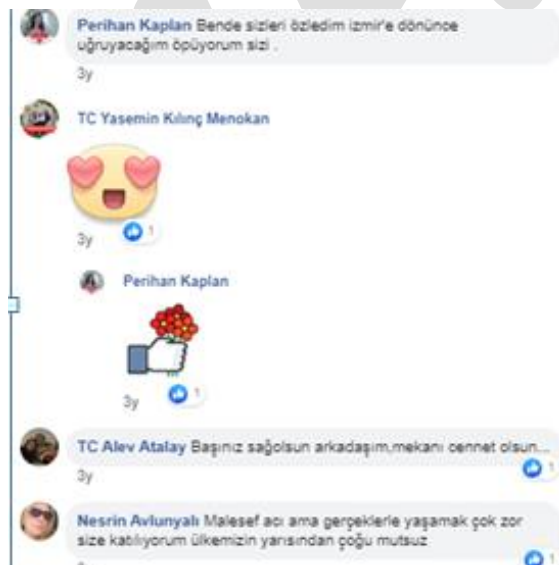 Perihan Kaplan Bende sizleri özledim izmir'e dönünce
uğruyacağım öpüyorum sizi .
3y
TC Yasemin Kılınç Menokan
3y
1
Perihan Kaplan
3y
1
TC Alev Atalay Başınız sağolsun arkadaşım,mekanı cennet olsun...
1
3y
Nesrin Avlunyalı Malesef acı ama gerçeklerle yaşamak çok zor
size katılıyorum ülkemizin yarısından çoğu mutsuz
1